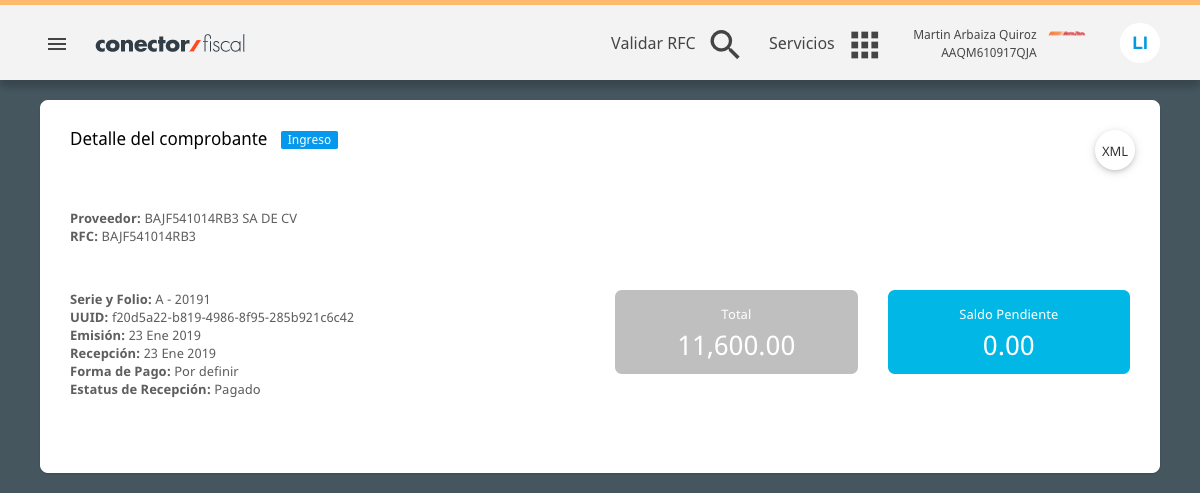 conector/fiscal
Validar RFC
Servicios
Martin Arbaiza Quiroz
AAQM610917QJA
LI
Detalle del comprobante
Ingreso
XML
Proveedor: BAJF541014RB3 SA DE CV
RFC: BAJF541014RB3
Serie y Folio: A - 20191
UUID: f20d5a22-b819-4986-8f95-285b921c6c42
Emisión: 23 Ene 2019
Recepción: 23 Ene 2019
Forma de Pago: Por definir
Estatus de Recepción: Pagado
Total
11,600.00
Saldo Pendiente
0.00